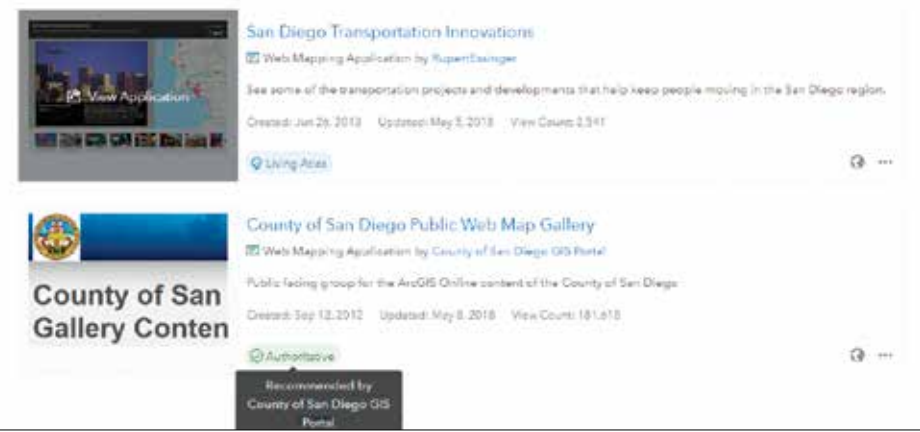 San Diego Transportation Innovations
Web Mapping Application by RupertEssinger
View Application
See some of the transportation projects and developments that help keep people moving in the San Diego region.
Created: Jun 26, 2013 Updated: May 3, 2018 View Count: 2,541
Living Atlas
County of San Diego Public Web Map Gallery
Web Mapping Application by County of San Diego GIS Portal
Public facing group for the ArcGIS Online content of the County of San Diego
County of San
Gallery Conten
Created: Sep 12, 2012 Updated: May 8, 2018 View Count: 181,618
Authoritative
Recommended by
County of San Diego GIS
Portal